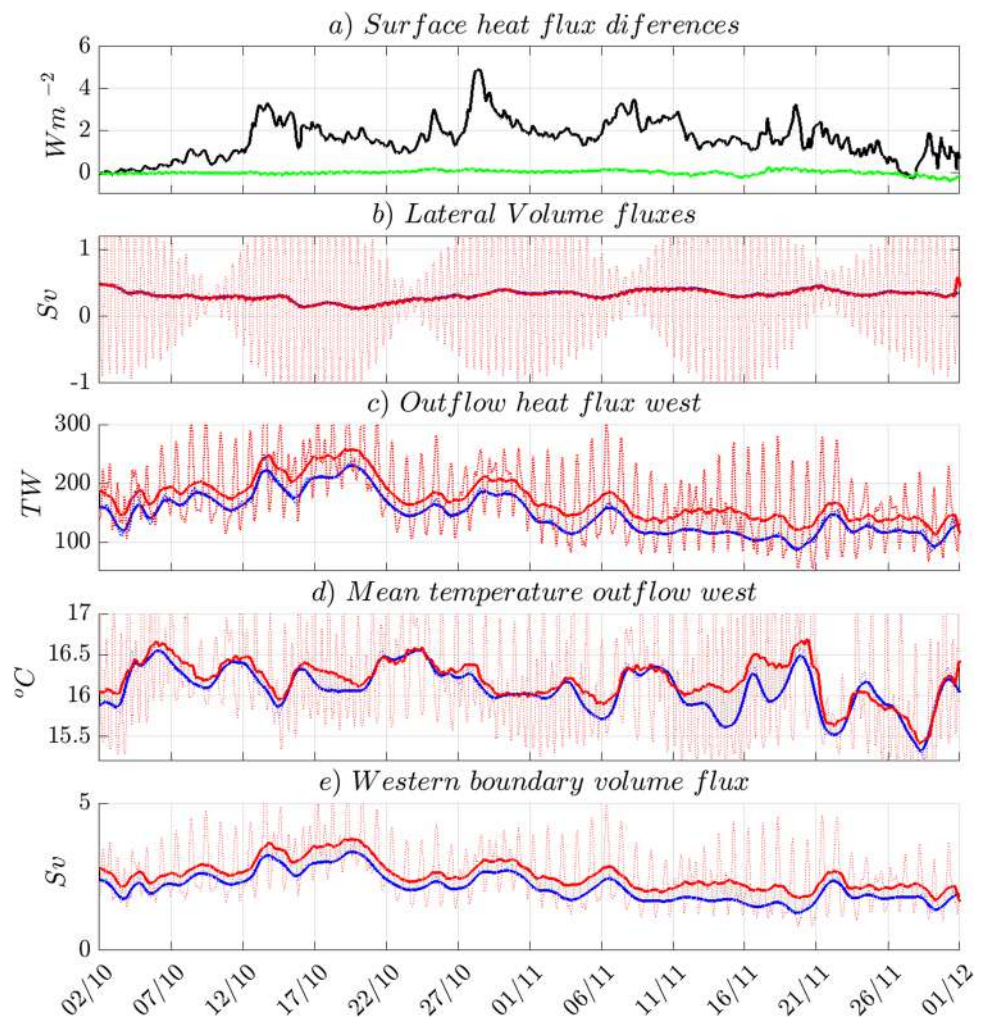 a) Surface heat flux diferences
6
4
2
0
Wm⁻²
b) Lateral Volume fluxes
1
0
-1
Sv
c) Outflow heat flux west
300
200
100
TW
d) Mean temperature outflow west
17
16.5
16
15.5
°C
e) Western boundary volume flux
5
0
Sv
02/10 07/10 12/10 17/10 22/10 27/10 01/11 06/11 11/11 16/11 21/11 26/11 01/12